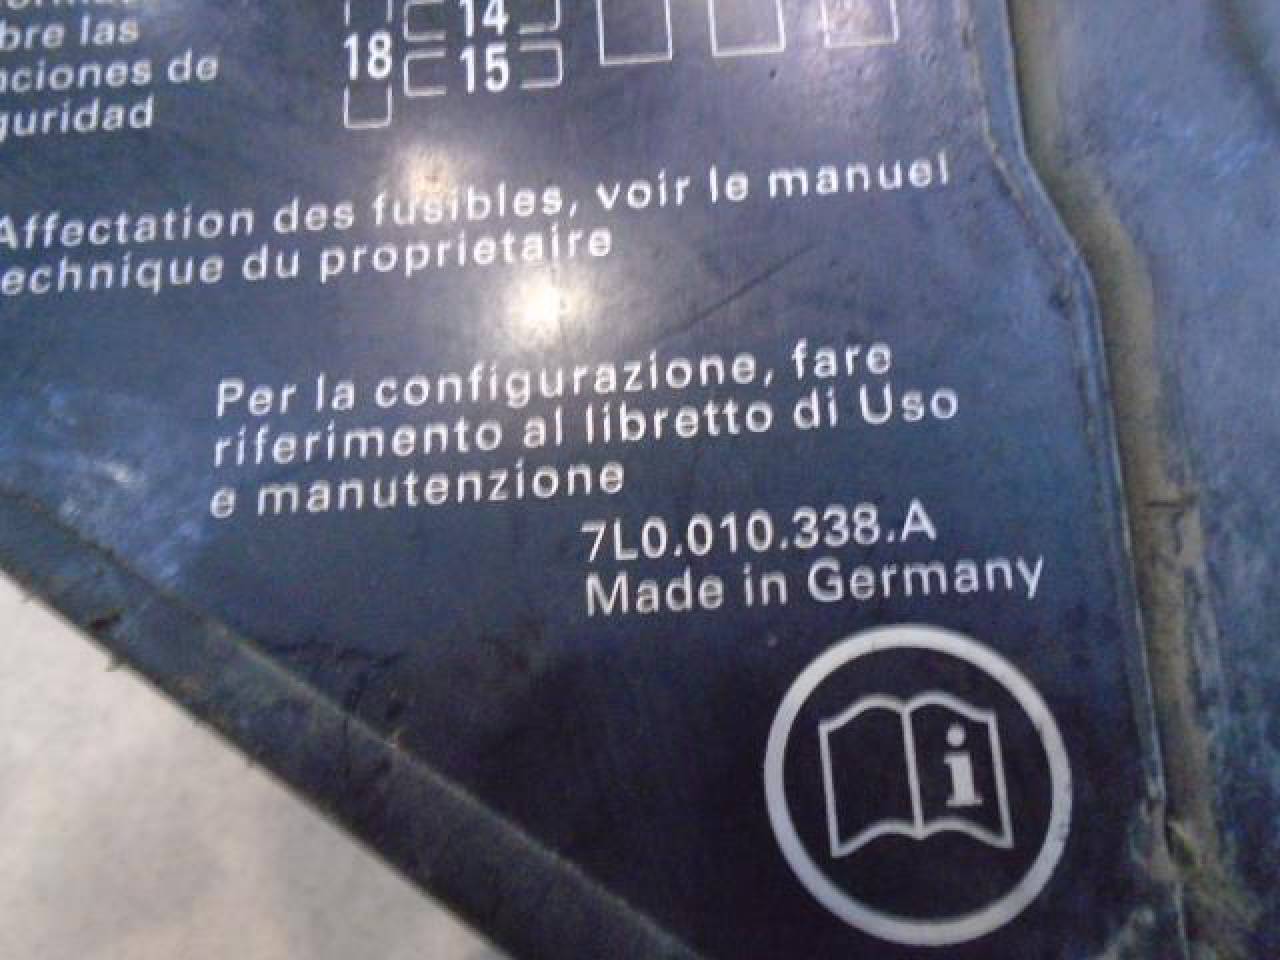 bre las
ciones de
guridad
14
18
15
Affectation des fusibles, voir le manuel
echnique du proprietaire
Per la configurazione, fare
riferimento al libretto di Uso
e manutenzione
7L0.010.338.A
Made in Germany
i